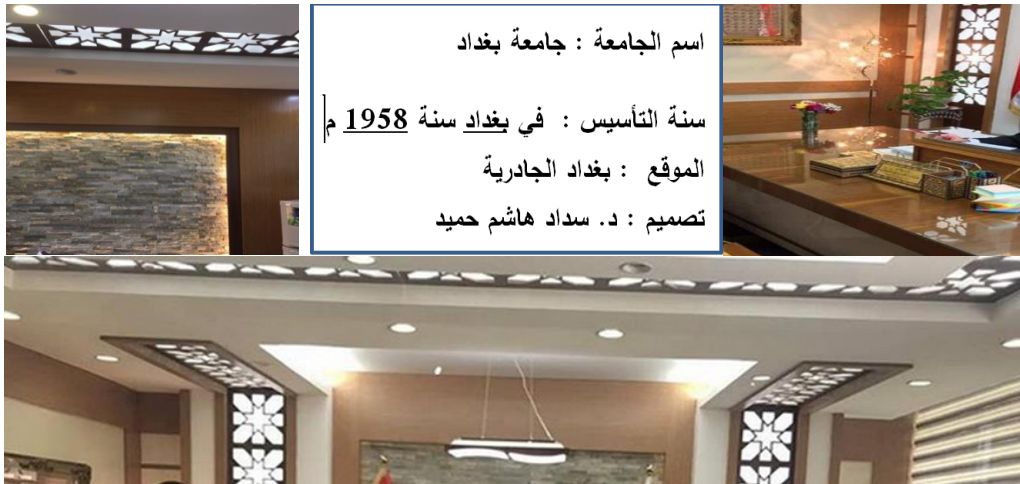 اسم الجامعة : جامعة بغداد
سنة التأسيس : في بغداد سنة 1958 م
الموقع : بغداد الجادرية
تصميم : د. سداد هاشم حميد